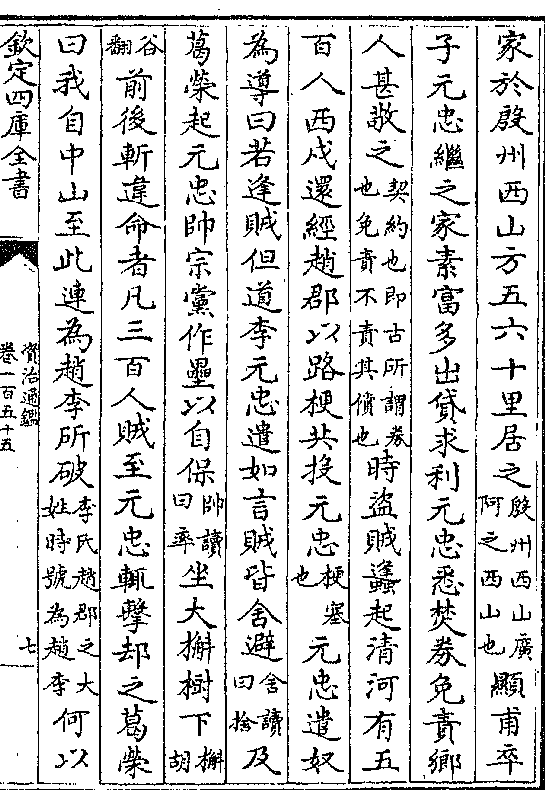 家於殷州西山方五六十里居之殷州西山廣阿之西山也顯甫卒
子元忠繼之家素富多出貸求利元忠悉焚券免責鄉
人甚敬之契約也即古所謂券也免責不責其償也時盜賊蠭起清河有五
百人西戍還經趙郡以路梗共投元忠梗塞也元忠遣奴
為導曰若逢賊但道李元忠遣如言賊皆舍避舍讀曰捨及
葛榮起元忠帥宗黨作壘以自保帥讀曰率坐大槲樹下槲胡
谷翻前後斬違命者凡三百人賊至元忠輒擊却之葛榮
曰我自中山至此連為趙李所破李氏趙郡之大姓時號為趙李何以
欽定四庫全書
資治通鑑
卷一百五十五
七